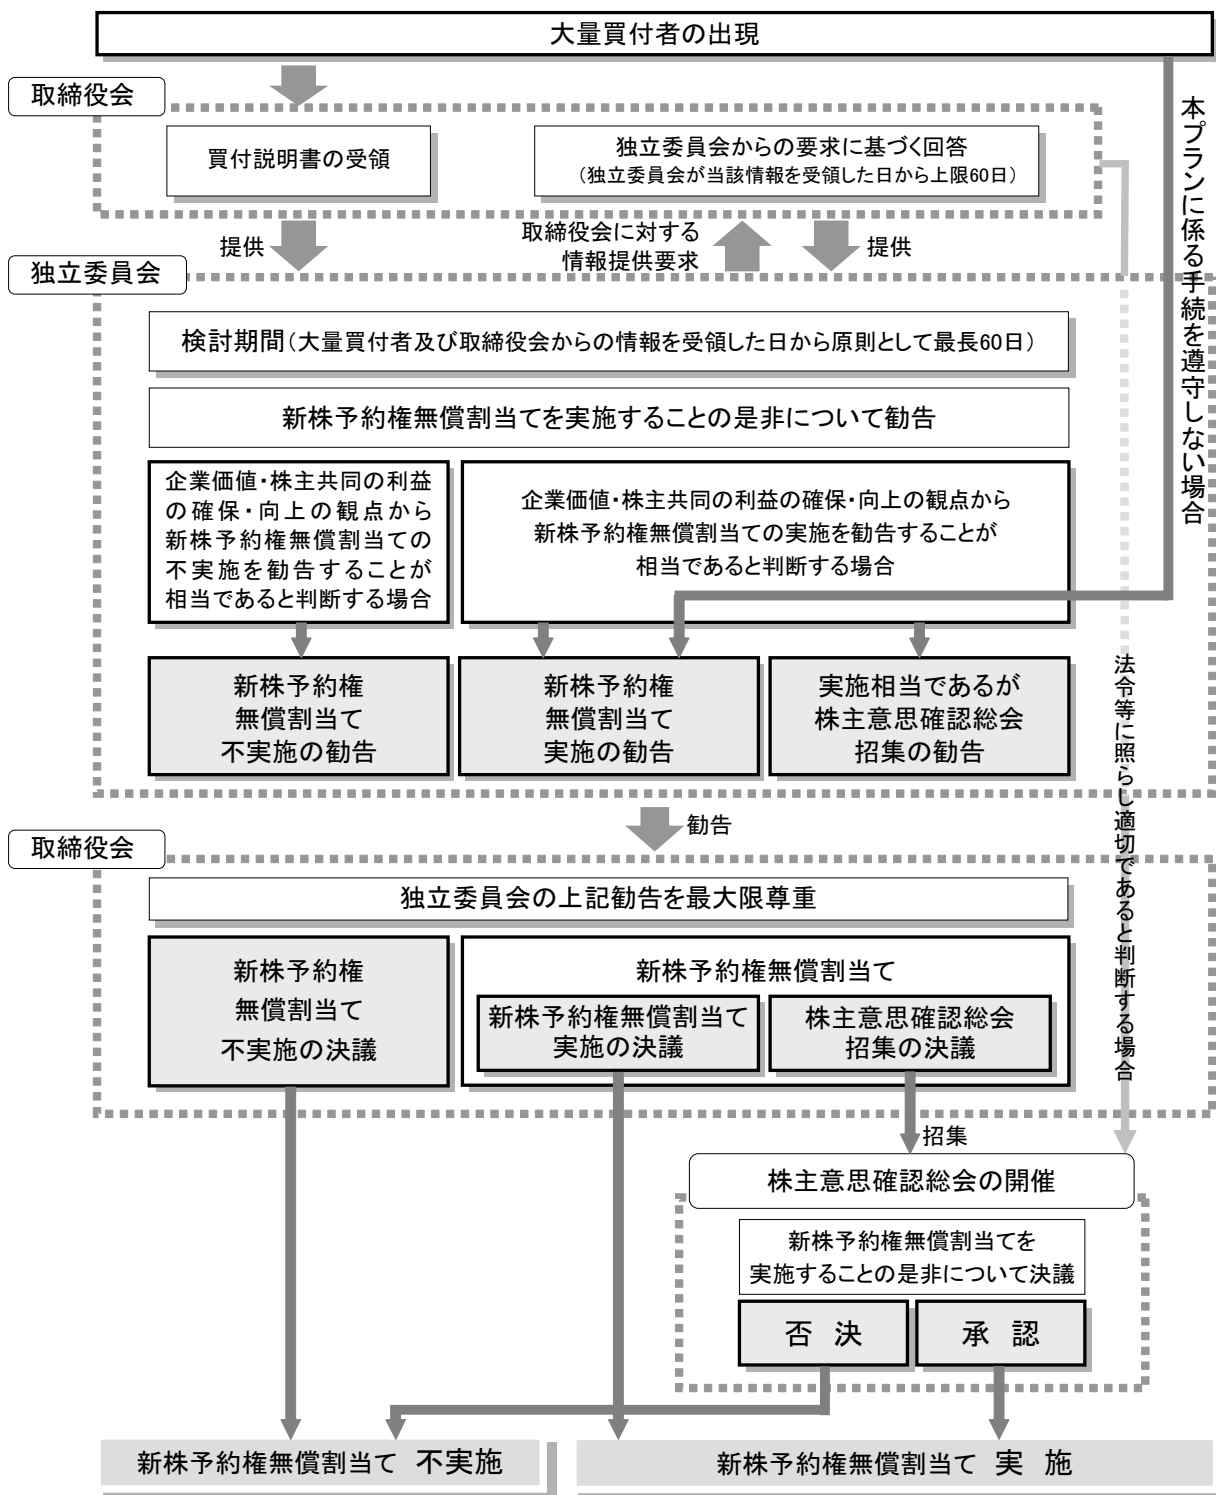 大量買付者の出現
取締役会
買付説明書の受領
独立委員会からの要求に基づく回答
（独立委員会が当該情報を受領した日から上限60日）
本プランに係る手続を遵守しない場合
提供
取締役会に対する
情報提供要求
提供
独立委員会
検討期間（大量買付者及び取締役会からの情報を受領した日から原則として最長60日）
新株予約権無償割当てを実施することの是非について勧告
企業価値・株主共同の利益
の確保・向上の観点から
新株予約権無償割当ての
不実施を勧告することが
相当であると判断する場合
企業価値・株主共同の利益の確保・向上の観点から
新株予約権無償割当ての実施を勧告することが
相当であると判断する場合
新株予約権
無償割当て
不実施の勧告
新株予約権
無償割当て
実施の勧告
実施相当であるが
株主意思確認総会
招集の勧告
法令等に照らし適切であると判断する場合
勧告
取締役会
独立委員会の上記勧告を最大限尊重
新株予約権
無償割当て
不実施の決議
新株予約権無償割当て
新株予約権無償割当て
実施の決議
株主意思確認総会
招集の決議
招集
株主意思確認総会の開催
新株予約権無償割当てを
実施することの是非について決議
否 決
承 認
新株予約権無償割当て 不実施
新株予約権無償割当て 実 施